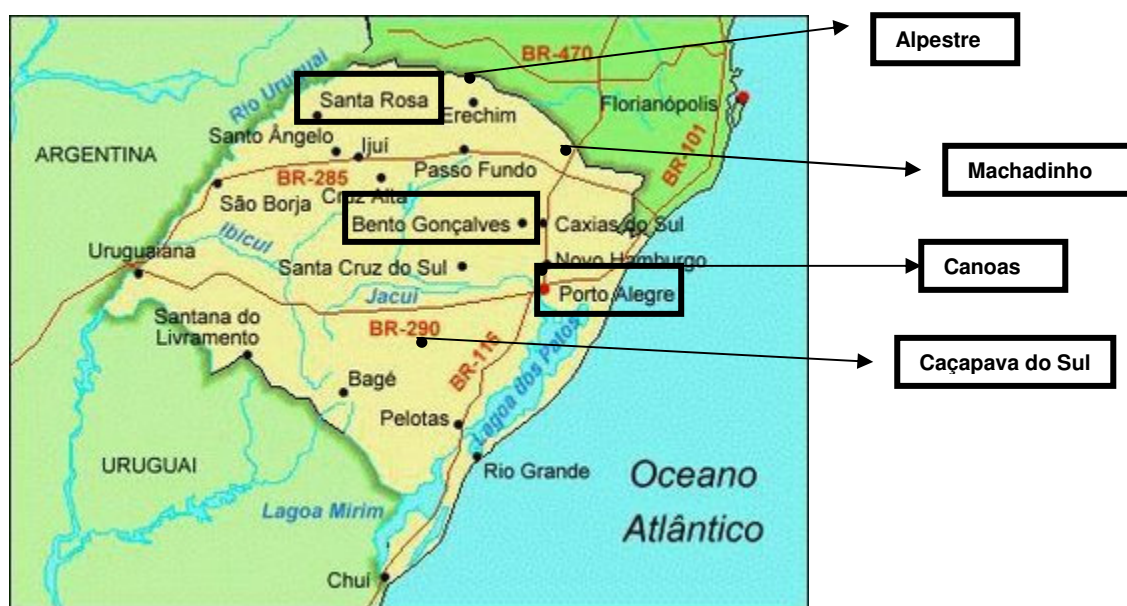 Alpestre
BR-470
Rio Uruguai
Santa Rosa
Erechim
Florianópolis
Santo Ângelo
Ijuí
ARGENTINA
BR-101
Passo Fundo
Machadinho
BR-285
Cruz Alta
São Borja
Bento Gonçalves
Caxias do Sul
Ibicuí
Uruguaiana
Novo Hamburgo
Canoas
Santa Cruz do Sul
Jacuí
Porto Alegre
Santana do
Livramento
BR-290
BR-116
Lagoa dos Patos
Caçapava do Sul
Bagé
Pelotas
URUGUAI
Rio Grande
Oceano
Atlântico
Lagoa Mirim
Chuí